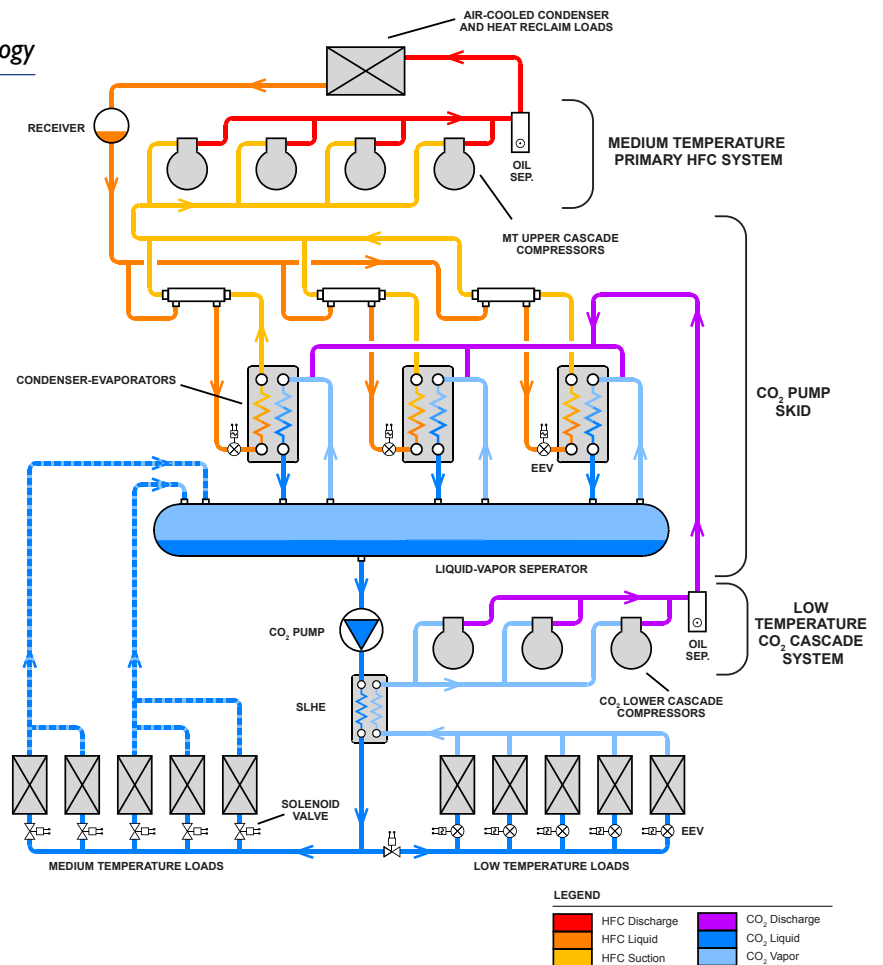 ogy
AIR-COOLED CONDENSER
AND HEAT RECLAIM LOADS
RECEIVER
OIL
SEP.
MEDIUM TEMPERATURE
PRIMARY HFC SYSTEM
MT UPPER CASCADE
COMPRESSORS
CONDENSER-EVAPORATORS
CO₂ PUMP
SKID
EEV
LIQUID-VAPOR SEPERATOR
CO₂ PUMP
OIL
SEP.
LOW
TEMPERATURE
CO₂ CASCADE
SYSTEM
SLHE
CO₂ LOWER CASCADE
COMPRESSORS
SOLENOID
VALVE
EEV
MEDIUM TEMPERATURE LOADS
LOW TEMPERATURE LOADS
LEGEND
HFC Discharge
CO₂ Discharge
HFC Liquid
CO₂ Liquid
HFC Suction
CO₂ Vapor